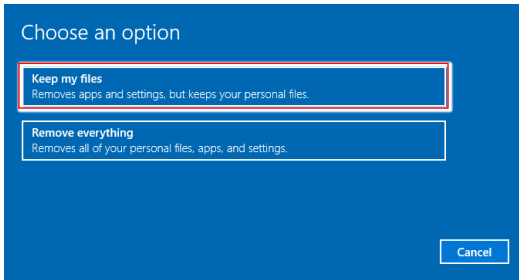 Choose an option
Keep my files
Removes apps and settings, but keeps your personal files.
Remove everything
Removes all of your personal files, apps, and settings.
Cancel